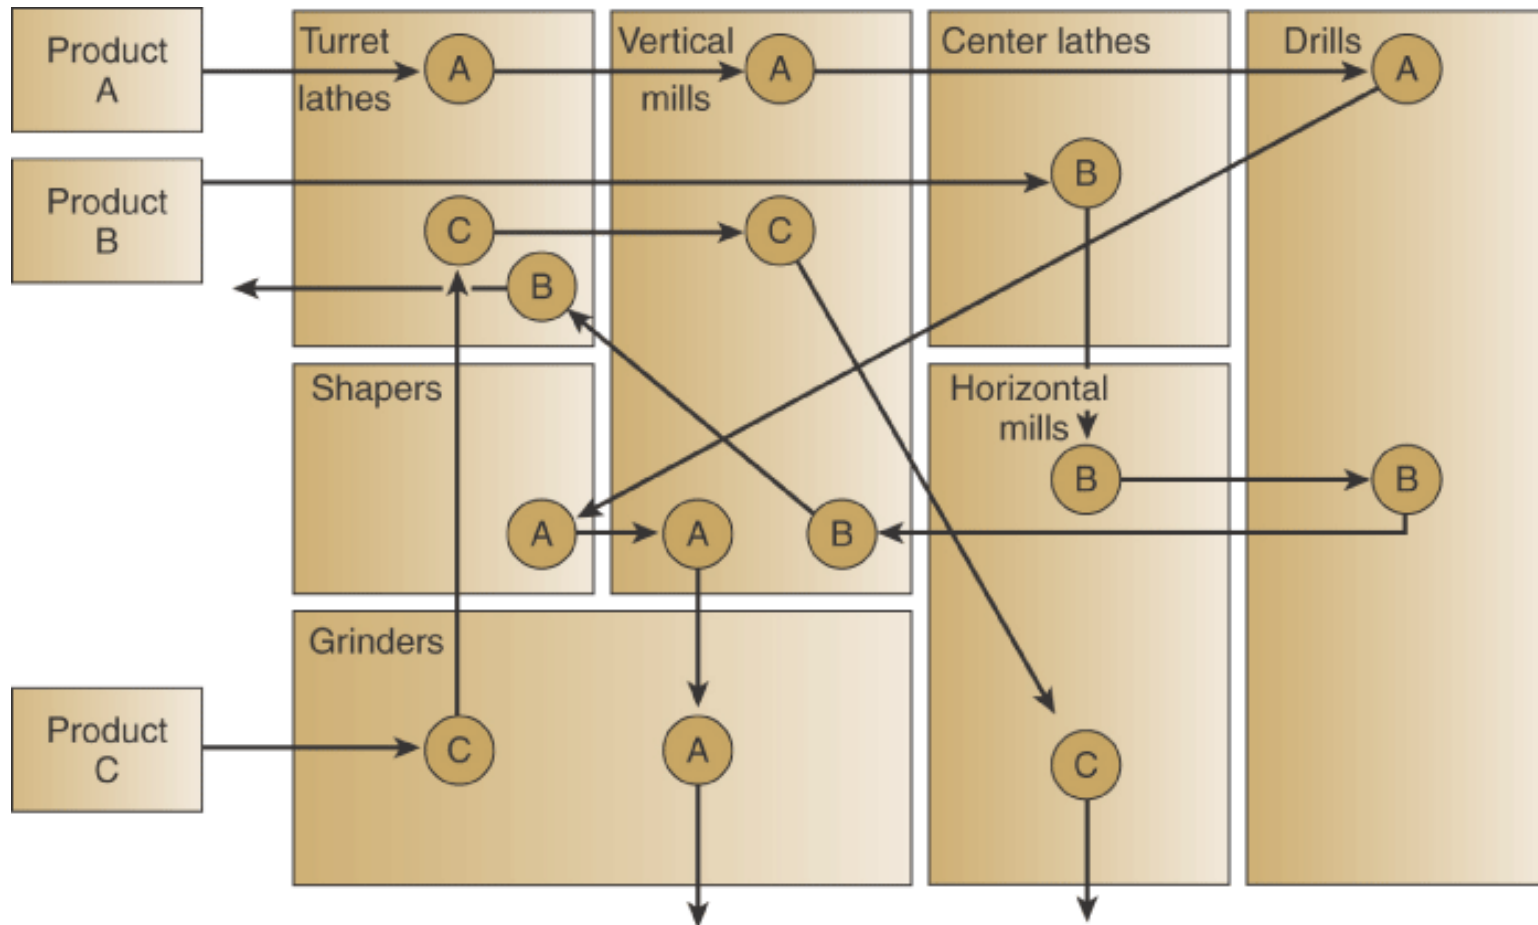 Product
A
Turret
lathes
A
Vertical
mills
A
Center lathes
Drills
A
Product
B
B
C
C
B
Shapers
Horizontal
mills
B
B
A
A
B
Grinders
Product
C
C
A
C